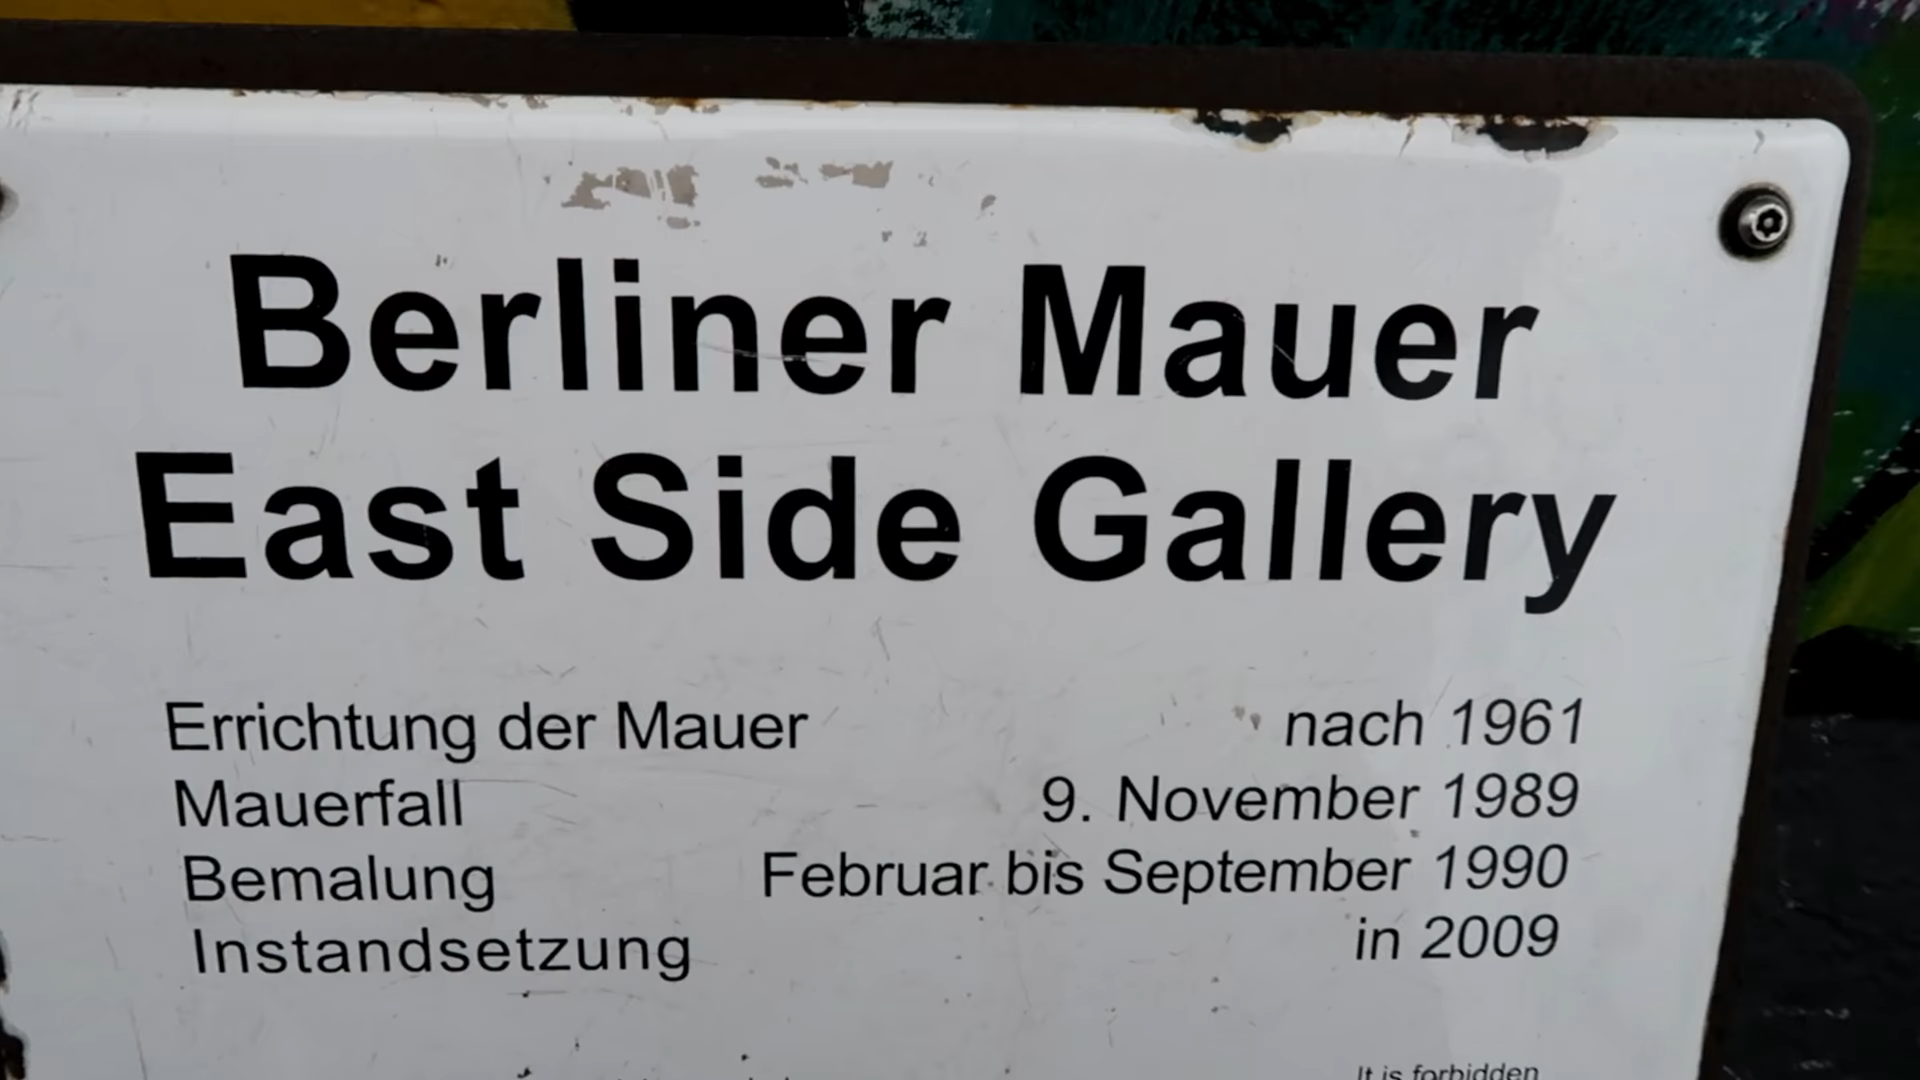 Berliner Mauer
East Side Gallery
Errichtung der Mauer nach 1961
Mauerfall 9. November 1989
Bemalung Februar bis September 1990
Instandsetzung in 2009
It is forbidden